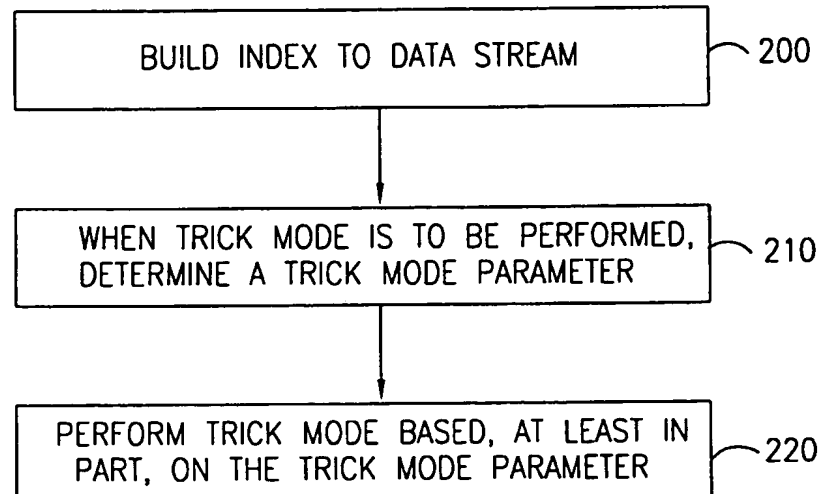 BUILD INDEX TO DATA STREAM
200
WHEN TRICK MODE IS TO BE PERFORMED,
DETERMINE A TRICK MODE PARAMETER
210
PERFORM TRICK MODE BASED, AT LEAST IN
PART, ON THE TRICK MODE PARAMETER
220